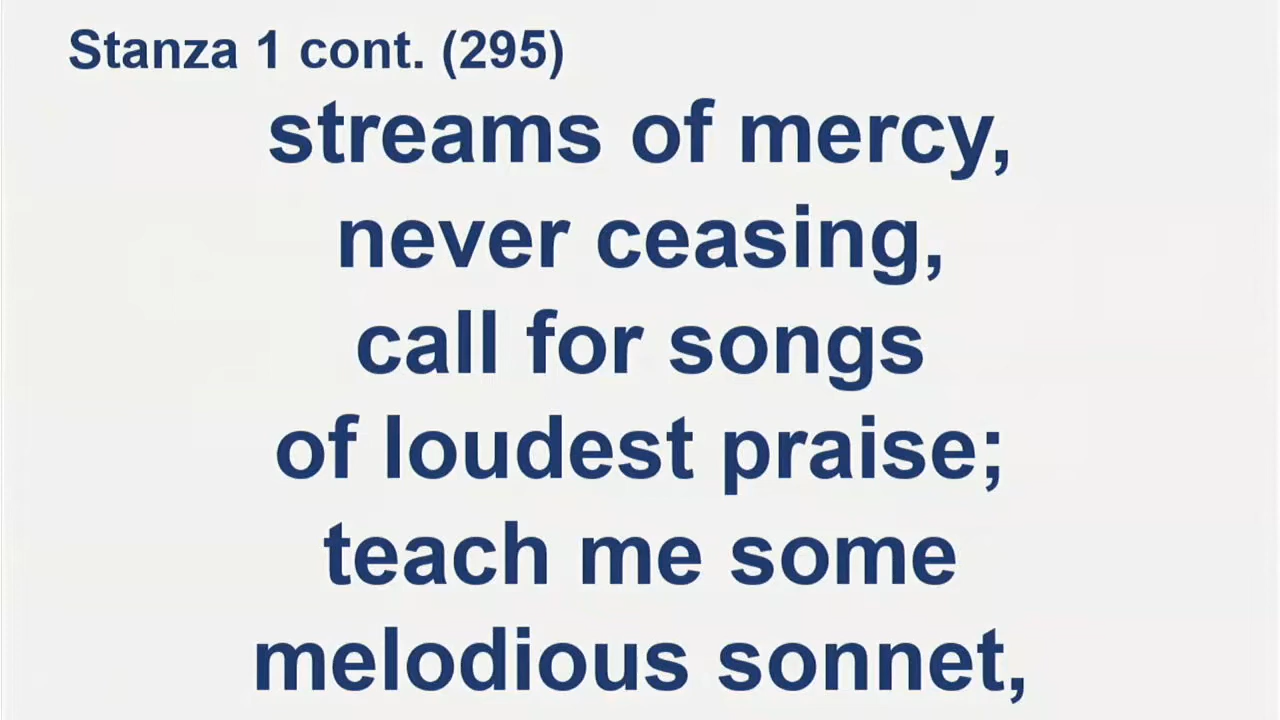 Stanza 1 cont. (295)
streams of mercy,
never ceasing,
call for songs
of loudest praise;
teach me some
melodious sonnet,